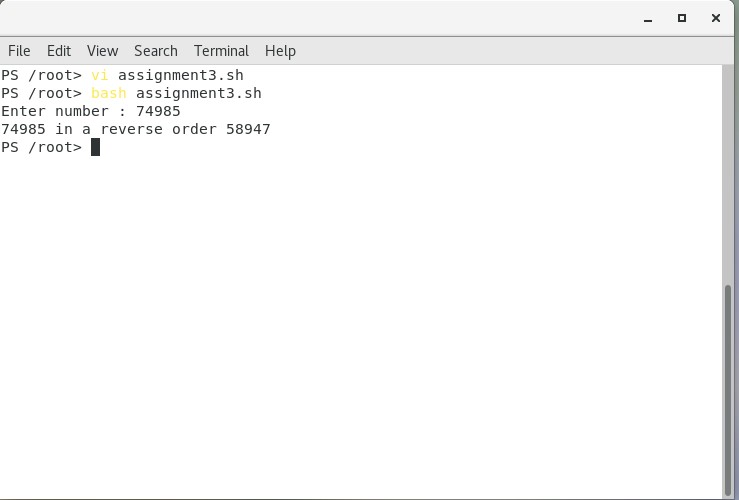 File Edit View Search Terminal Help
PS /root> vi assignment3.sh
PS /root> bash assignment3.sh
Enter number : 74985
74985 in a reverse order 58947
PS /root>